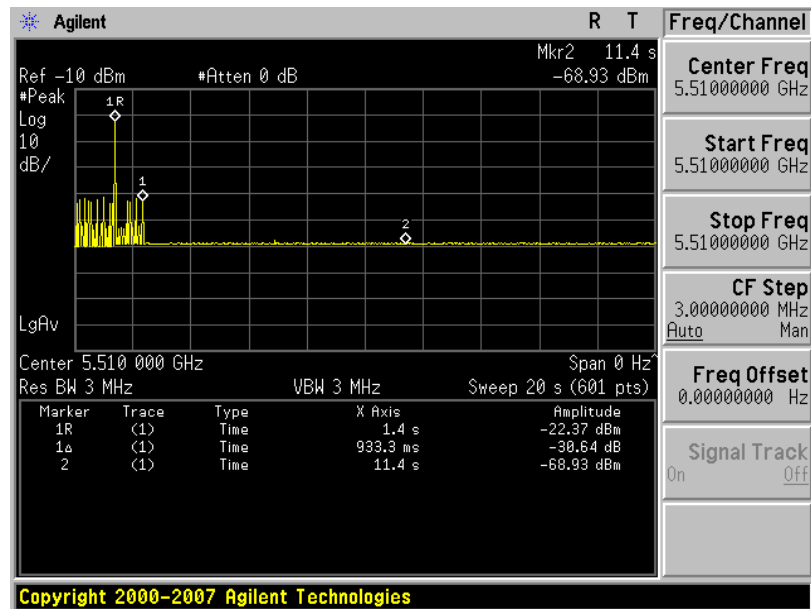 Agilent R T Freq/Channel
Mkr2 11.4 s
Ref -10 dBm #Atten 0 dB -68.93 dBm
#Peak
Log
10
dB/
1R
1
2
LgAv
Center 5.510 000 GHz Span 0 Hz^
Res BW 3 MHz VBW 3 MHz Sweep 20 s (601 pts)
Marker Trace Type X Axis Amplitude
1R (1) Time 1.4 s -22.37 dBm
1Δ (1) Time 933.3 ms -30.64 dB
2 (1) Time 11.4 s -68.93 dBm
Center Freq
5.51000000 GHz
Start Freq
5.51000000 GHz
Stop Freq
5.51000000 GHz
CF Step
3.00000000 MHz
Auto Man
Freq Offset
0.00000000 Hz
Signal Track
On Off
Copyright 2000-2007 Agilent Technologies